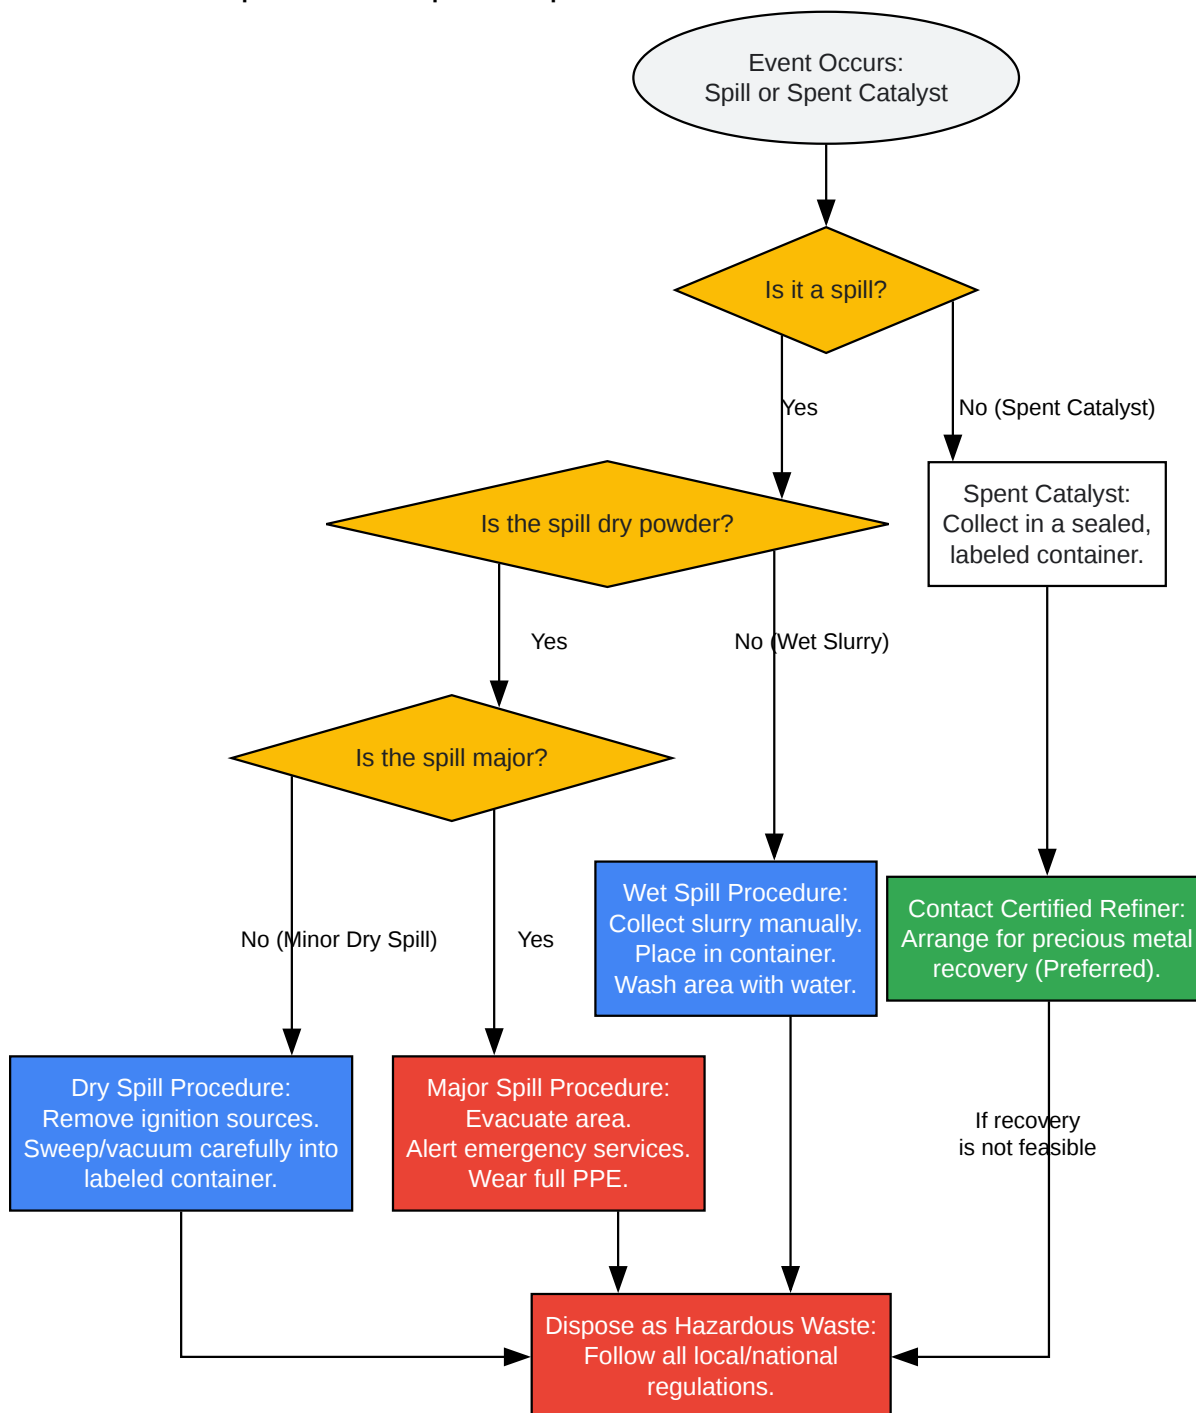 Event Occurs:
Spill or Spent Catalyst
Is it a spill?
Yes
No (Spent Catalyst)
Is the spill dry powder?
Spent Catalyst:
Collect in a sealed,
labeled container.
Yes
No (Wet Slurry)
Is the spill major?
Wet Spill Procedure:
Collect slurry manually.
Place in container.
Wash area with water.
Contact Certified Refiner:
Arrange for precious metal
recovery (Preferred).
No (Minor Dry Spill)
Yes
Dry Spill Procedure:
Remove ignition sources.
Sweep/vacuum carefully into
labeled container.
Major Spill Procedure:
Evacuate area.
Alert emergency services.
Wear full PPE.
If recovery
is not feasible
Dispose as Hazardous Waste:
Follow all local/national
regulations.